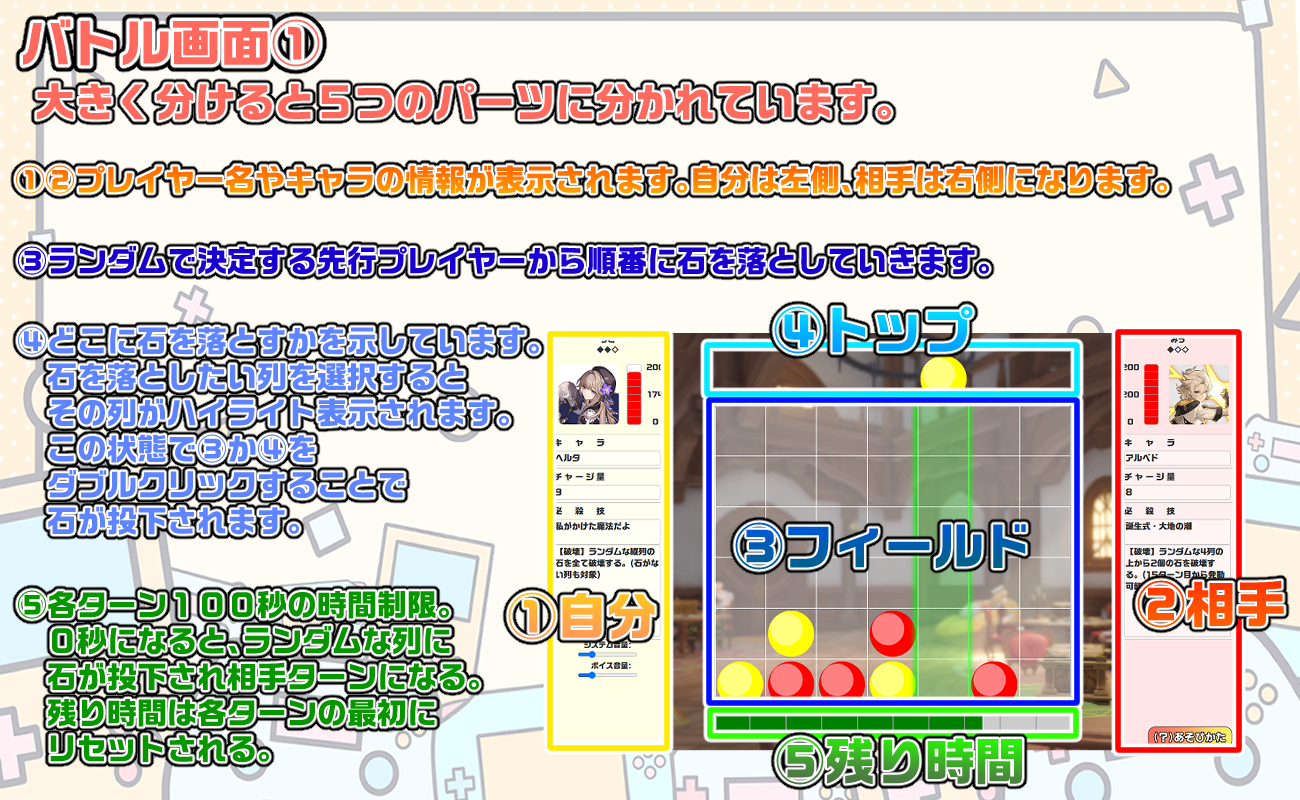 バトル画面①
大きく分けると5つのパーツに分かれています。
①②プレイヤー名やキャラの情報が表示されます。自分は左側、相手は右側になります。
③ランダムで決定する先行プレイヤーから順番に石を落としていきます。
④どこに石を落とすかを示しています。
石を落としたい列を選択すると
その列がハイライト表示されます。
この状態で③か④を
ダブルクリックすることで
石が投下されます。
⑤各ターン100秒の時間制限。
0秒になると、ランダムな列に
石が投下され相手ターンになる。
残り時間は各ターンの最初に
リセットされる。
◆◆◇
200
174
0
キャラ
ヘルタ
チャージ量
9
必殺技
私がかけた魔法だよ
【破壊】ランダムな縦列の
石を全て破壊する。(石がな
い列も対象)
①自分
システム音量:
ボイス音量:
④トップ
③フィールド
⑤残り時間
みつ
◆◇◇
200
200
0
キャラ
アルベド
チャージ量
8
必殺技
誕生式・大地の潮
【破壊】ランダムな4列の
上から2個の石を破壊す
る。(15ターン目から発動
可能
②相手
(?)あそびかた